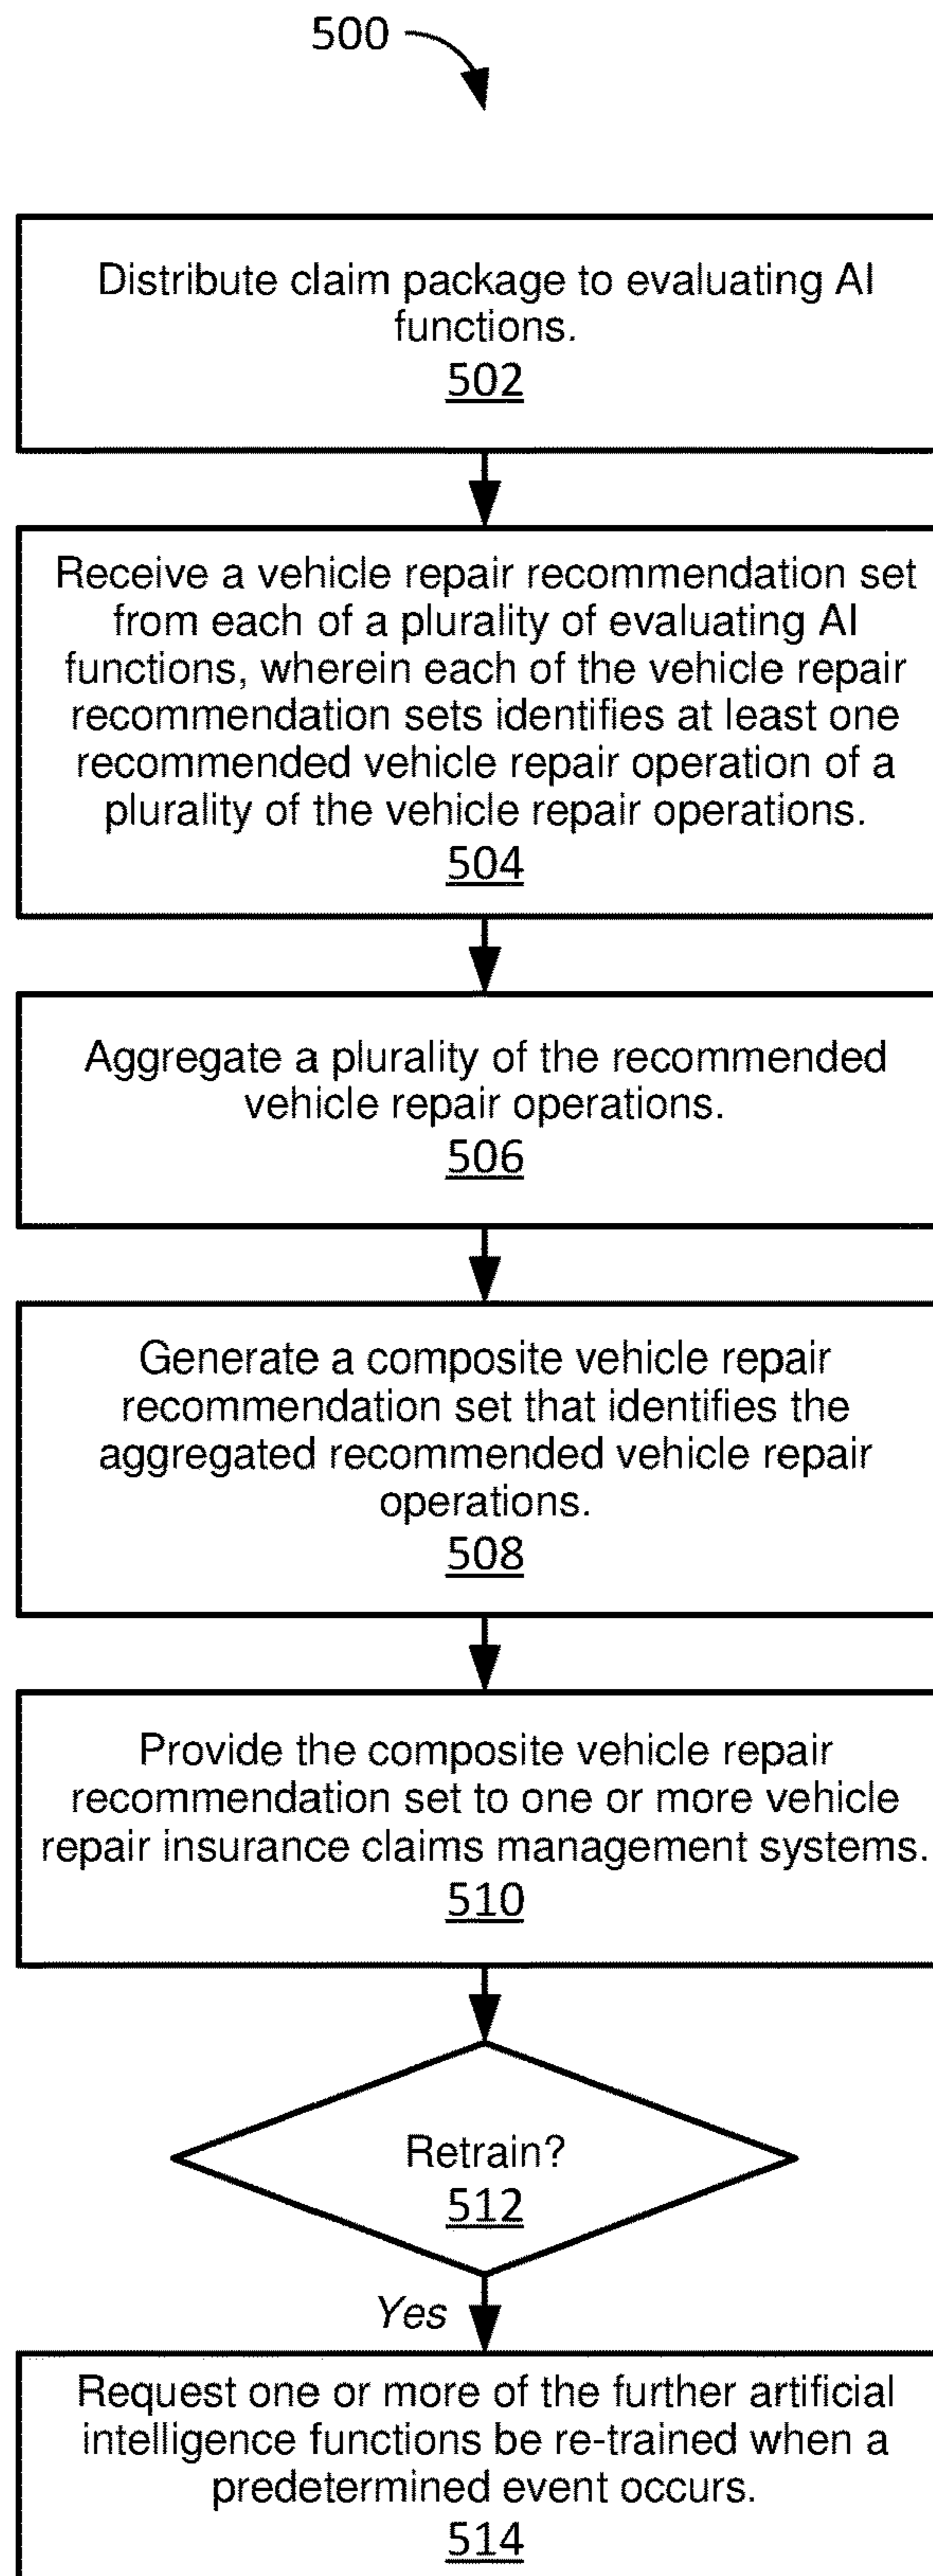 500
Distribute claim package to evaluating AI
functions.
502
Receive a vehicle repair recommendation set
from each of a plurality of evaluating AI
functions, wherein each of the vehicle repair
recommendation sets identifies at least one
recommended vehicle repair operation of a
plurality of the vehicle repair operations.
504
Aggregate a plurality of the recommended
vehicle repair operations.
506
Generate a composite vehicle repair
recommendation set that identifies the
aggregated recommended vehicle repair
operations.
508
Provide the composite vehicle repair
recommendation set to one or more vehicle
repair insurance claims management systems.
510
Retrain?
512
Yes
Request one or more of the further artificial
intelligence functions be re-trained when a
predetermined event occurs.
514